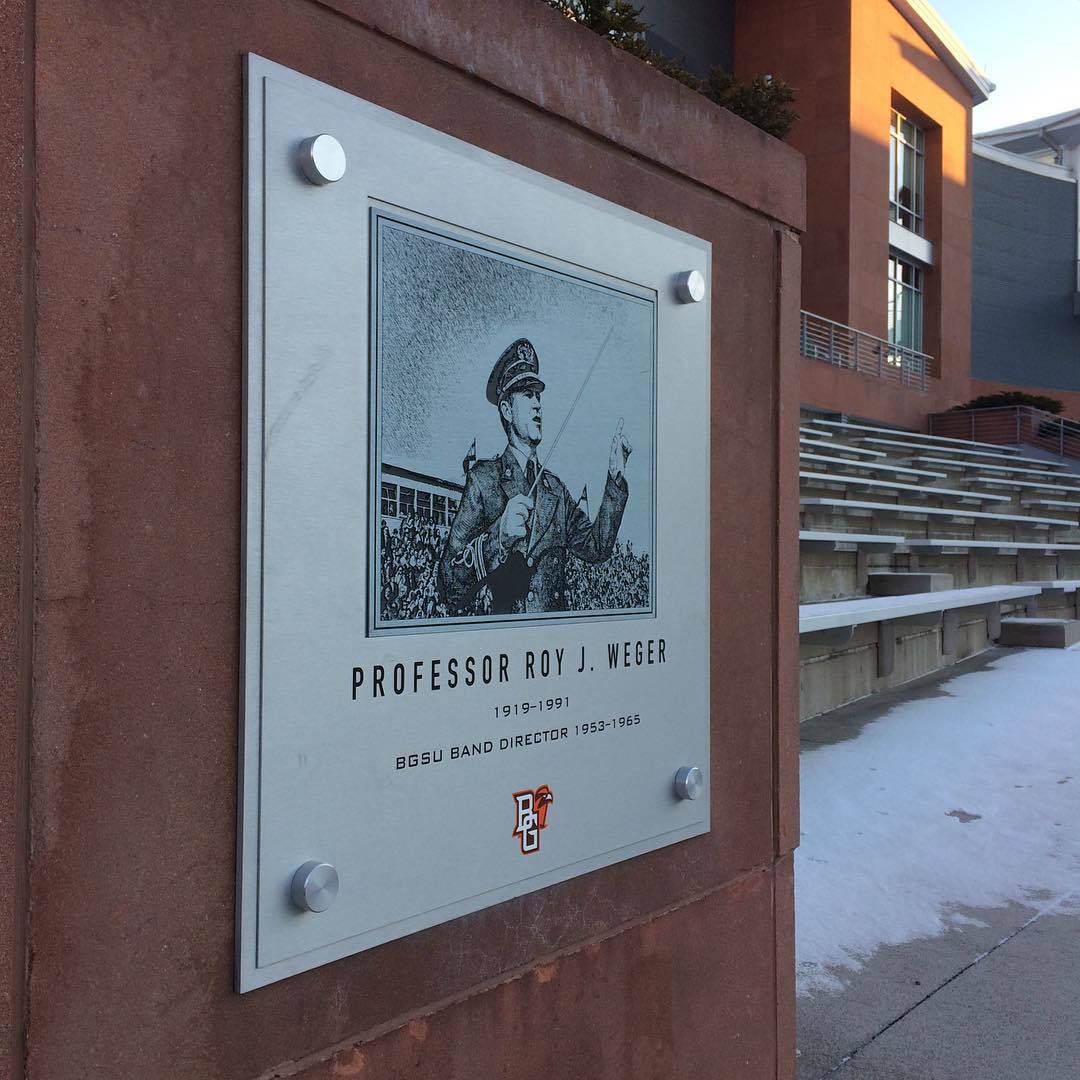 PROFESSOR ROY J. WEGER
1919-1991
BGSU BAND DIRECTOR 1953-1965
BG